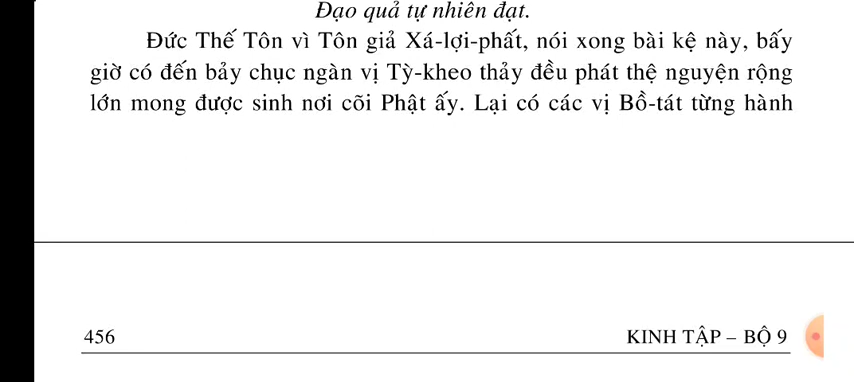 Đạo quả tự nhiên đạt.
Đức Thế Tôn vì Tôn giả Xá-lợi-phất, nói xong bài kệ này, bấy
giờ có đến bảy chục ngàn vị Tỳ-kheo thảy đều phát thệ nguyện rộng
lớn mong được sinh nơi cõi Phật ấy. Lại có các vị Bồ-tát từng hành
456 KINH TẬP – BỘ 9